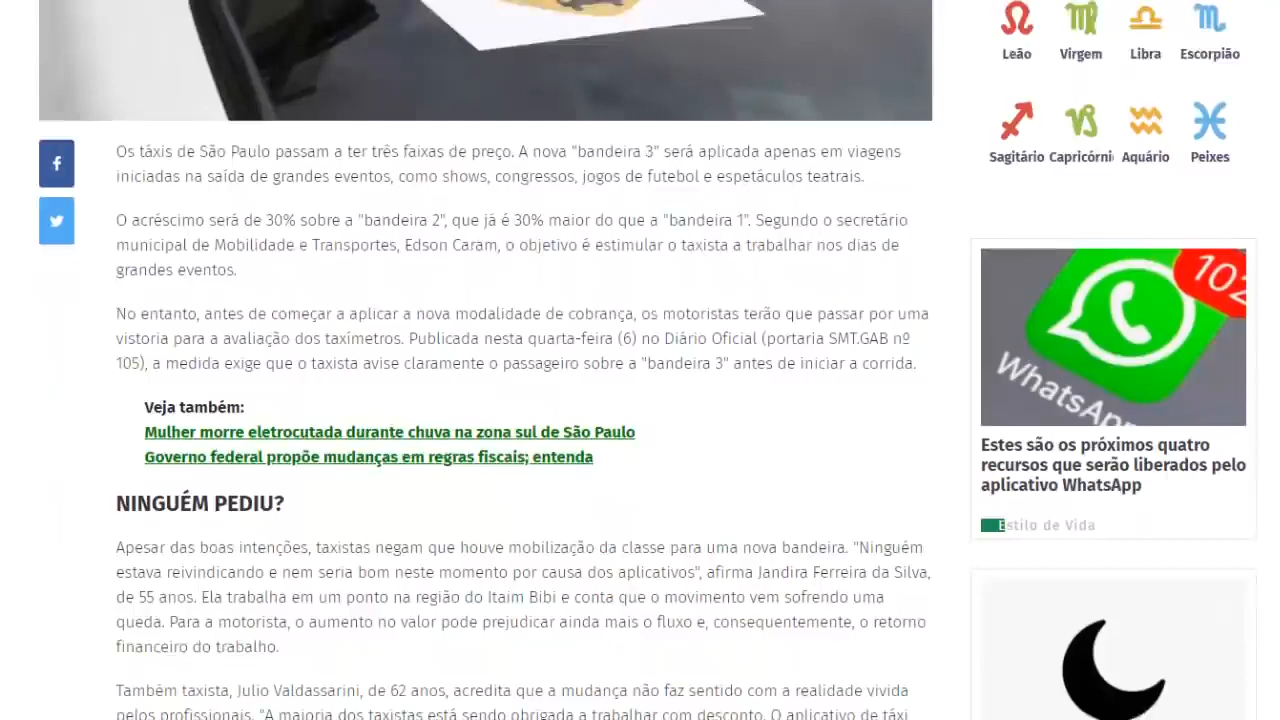 Leão Virgem Libra Escorpião
Sagitário Capricórni Aquário Peixes
Os táxis de São Paulo passam a ter três faixas de preço. A nova "bandeira 3" será aplicada apenas em viagens
iniciadas na saída de grandes eventos, como shows, congressos, jogos de futebol e espetáculos teatrais.
O acréscimo será de 30% sobre a "bandeira 2", que já é 30% maior do que a "bandeira 1". Segundo o secretário
municipal de Mobilidade e Transportes, Edson Caram, o objetivo é estimular o taxista a trabalhar nos dias de
grandes eventos.
No entanto, antes de começar a aplicar a nova modalidade de cobrança, os motoristas terão que passar por uma
vistoria para a avaliação dos taxímetros. Publicada nesta quarta-feira (6) no Diário Oficial (portaria SMT.GAB nº
105), a medida exige que o taxista avise claramente o passageiro sobre a "bandeira 3" antes de iniciar a corrida.
Veja também:
Mulher morre eletrocutada durante chuva na zona sul de São Paulo
Governo federal propõe mudanças em regras fiscais; entenda
NINGUÉM PEDIU?
Apesar das boas intenções, taxistas negam que houve mobilização da classe para uma nova bandeira. "Ninguém
estava reivindicando e nem seria bom neste momento por causa dos aplicativos", afirma Jandira Ferreira da Silva,
de 55 anos. Ela trabalha em um ponto na região do Itaim Bibi e conta que o movimento vem sofrendo uma
queda. Para a motorista, o aumento no valor pode prejudicar ainda mais o fluxo e, consequentemente, o retorno
financeiro do trabalho.
Também taxista, Julio Valdassarini, de 62 anos, acredita que a mudança não faz sentido com a realidade vivida
pelos profissionais. "A maioria dos taxistas está sendo obrigada a trabalhar com desconto. O aplicativo de táxi
102
WhatsApp
Estes são os próximos quatro
recursos que serão liberados pelo
aplicativo WhatsApp
Estilo de Vida